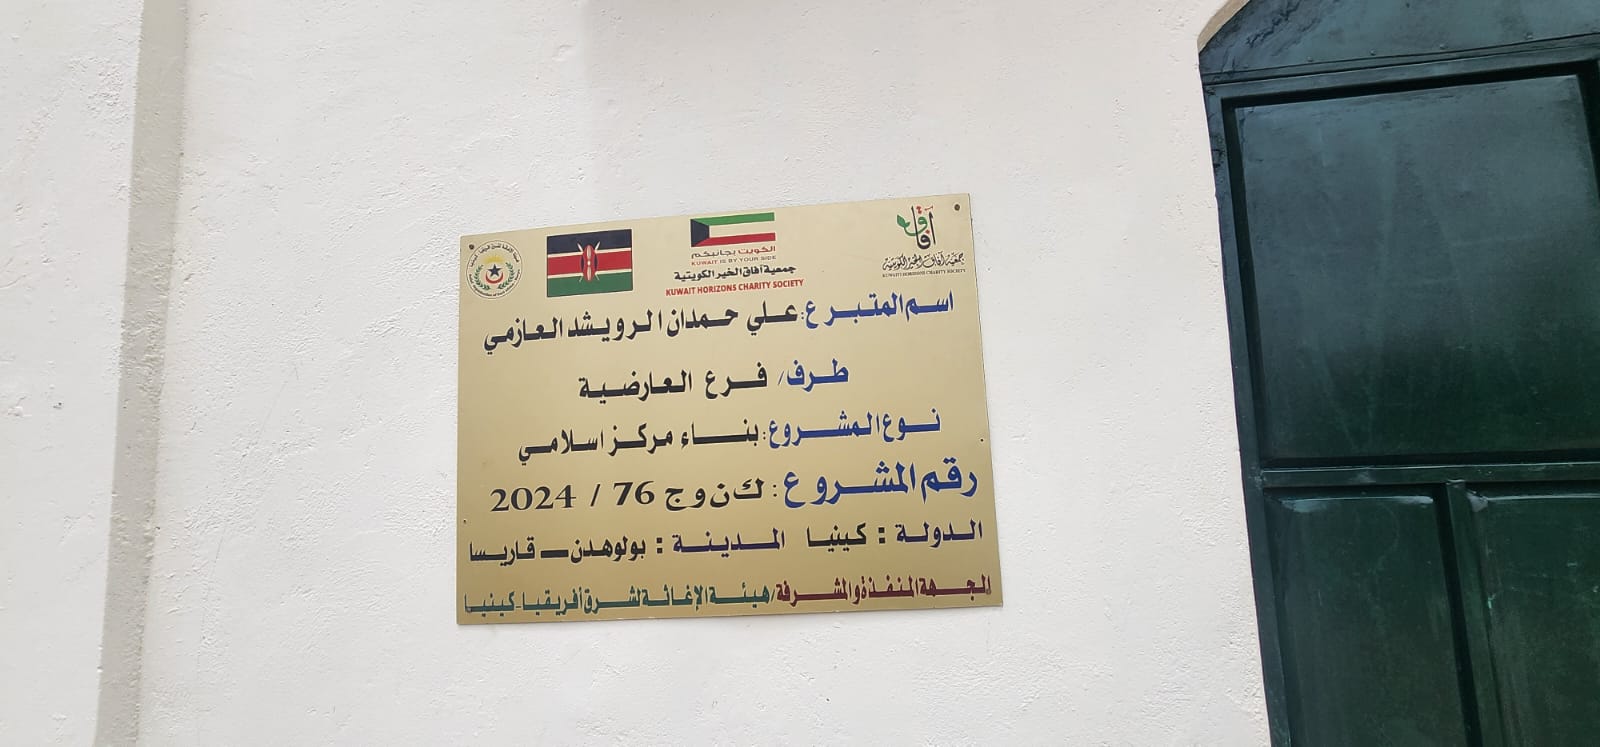 الكويت بجانبكم
KUWAIT IS BY YOUR SIDE
جمعية آفاق الخير الكويتية
KUWAIT HORIZONS CHARITY SOCIETY
آفاق
جمعية آفاق الخير الكويتية
KUWAIT HORIZONS CHARITY SOCIETY
اسم المتبرع: علي حمدان الرويشد العازمي
طرف/ فرع العارضية
نوع المشروع: بناء مركز اسلامي
رقم المشروع: ك ن و ج 76 / 2024
الدولة : كينيا المدينة : بولوهدن - قاريسا
الجهة المنفذة والمشرفة/ هيئة الإغاثة لشرق أفريقيا - كينيا